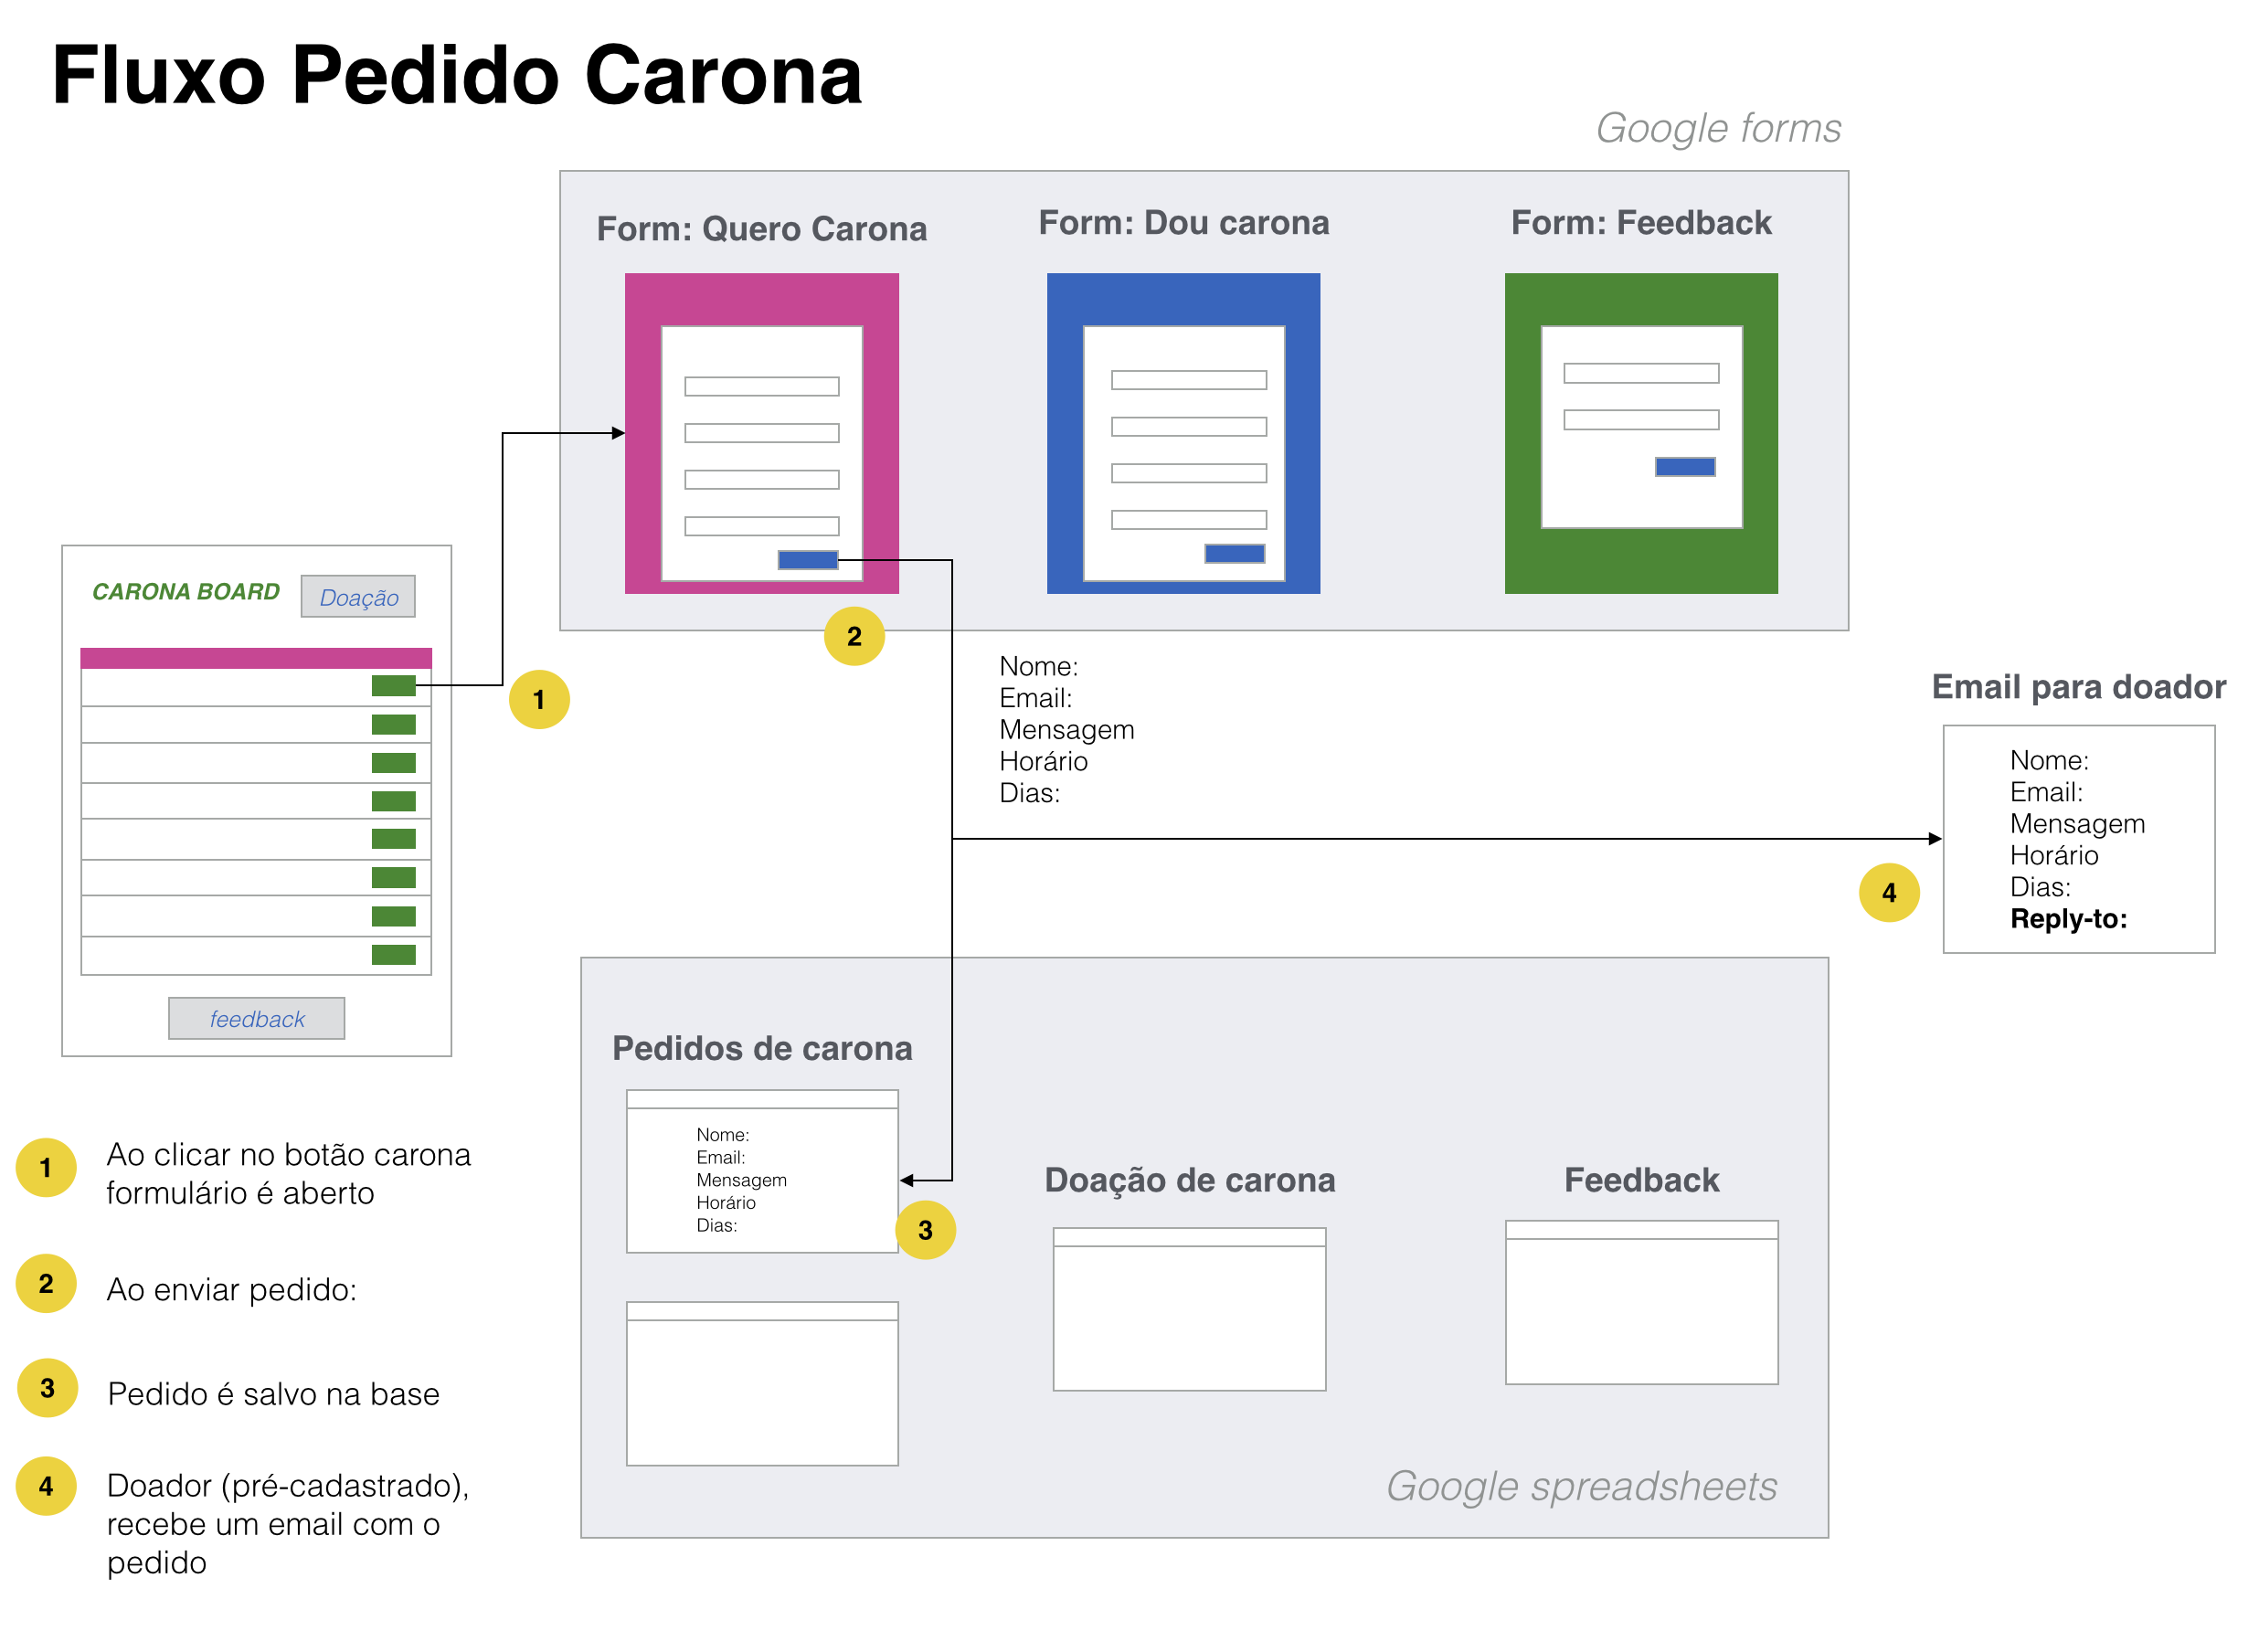 Fluxo Pedido Carona
Google forms
Form: Quero Carona
Form: Dou carona
Form: Feedback
CARONA BOARD
Doação
feedback
1
2
Nome:
Email:
Mensagem
Horário
Dias:
Email para doador
Nome:
Email:
Mensagem
Horário
Dias:
Reply-to:
4
Pedidos de carona
Nome:
Email:
Mensagem
Horário
Dias:
3
Doação de carona
Feedback
Google spreadsheets
1
Ao clicar no botão carona
formulário é aberto
2
Ao enviar pedido:
3
Pedido é salvo na base
4
Doador (pré-cadastrado),
recebe um email com o
pedido